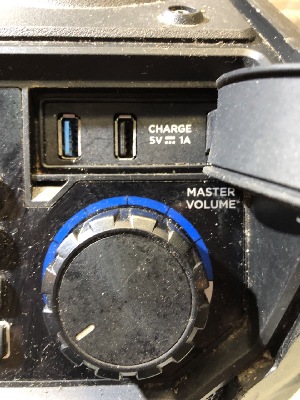 CHARGE
5V ⎓ 1A
MASTER
VOLUME